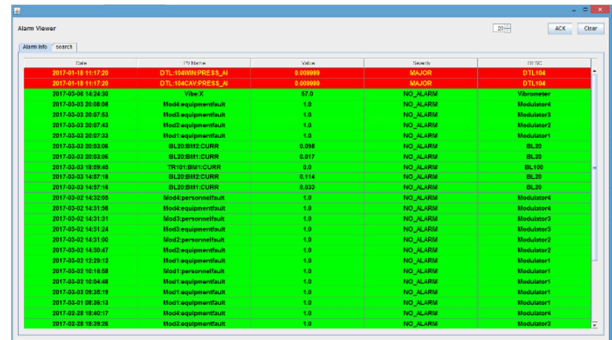 Alarm Viewer
20
ACK
Clear
Alarm Info
search
Date PV Name Value Severity DESC
2017-01-18 11:17:20 DTL:104WIN:PRESS_AI 0.009999 MAJOR DTL104
2017-01-18 11:17:20 DTL:104CAV:PRESS_AI 0.009999 MAJOR DTL104
2017-03-06 14:24:30 Vibe:X 57.0 NO_ALARM Vibrometer
2017-03-03 20:08:08 Mod4:equipmentfault 1.0 NO_ALARM Modulator4
2017-03-03 20:07:53 Mod3:equipmentfault 1.0 NO_ALARM Modulator3
2017-03-03 20:07:43 Mod2:equipmentfault 1.0 NO_ALARM Modulator2
2017-03-03 20:07:33 Mod1:equipmentfault 1.0 NO_ALARM Modulator1
2017-03-03 20:03:06 BL20:BM2:CURR NO_ALARM BL20
2017-03-03 20:03:06 BL20:BM1:CURR 0.017 NO_ALARM BL20
2017-03-03 18:09:40 TR101:BM1:CURR 0.0 NO_ALARM BL100
2017-03-03 14:57:18 BL20:BM2:CURR 0.114 NO_ALARM BL20
2017-03-03 14:57:16 BL20:BM1:CURR 0.033 NO_ALARM BL20
2017-03-02 14:32:05 Mod4:personnelfault 1.0 NO_ALARM Modulator4
2017-03-02 14:31:56 Mod4:equipmentfault 1.0 NO_ALARM Modulator4
2017-03-02 14:31:31 Mod3:personnelfault 1.0 NO_ALARM Modulator3
2017-03-02 14:31:24 Mod3:equipmentfault 1.0 NO_ALARM Modulator3
2017-03-02 14:31:00 Mod2:personnelfault 1.0 NO_ALARM Modulator2
2017-03-02 14:30:47 Mod2:equipmentfault 1.0 NO_ALARM Modulator2
2017-03-02 12:29:12 Mod1:personnelfault 1.0 NO_ALARM Modulator1
2017-03-02 10:16:58 Mod1:personnelfault 1.0 NO_ALARM Modulator1
2017-03-02 10:04:48 Mod1:equipmentfault 1.0 NO_ALARM Modulator1
2017-03-02 09:35:19 Mod1:equipmentfault 1.0 NO_ALARM Modulator1
2017-03-01 08:36:13 Mod1:equipmentfault 1.0 NO_ALARM Modulator1
2017-02-28 18:40:17 Mod4:equipmentfault 1.0 NO_ALARM Modulator4
2017-02-28 18:39:26 Mod3:equipmentfault 1.0 NO_ALARM Modulator3